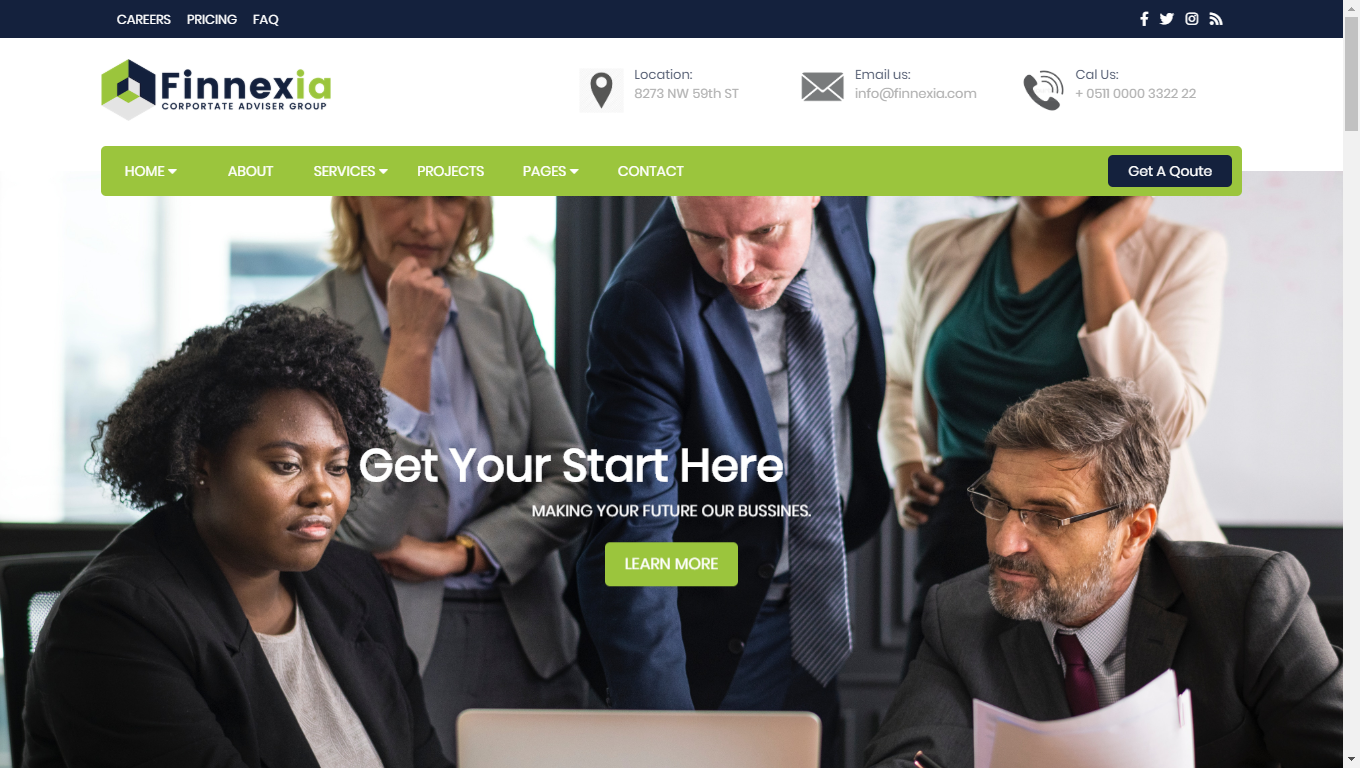 CAREERS PRICING FAQ
Finnexia
CORPORTATE ADVISER GROUP
Location:
8273 NW 59th ST
Email us:
info@finnexia.com
Cal Us:
+ 0511 0000 3322 22
HOME ABOUT SERVICES PROJECTS PAGES CONTACT Get A Qoute
Get Your Start Here
MAKING YOUR FUTURE OUR BUSSINES.
LEARN MORE